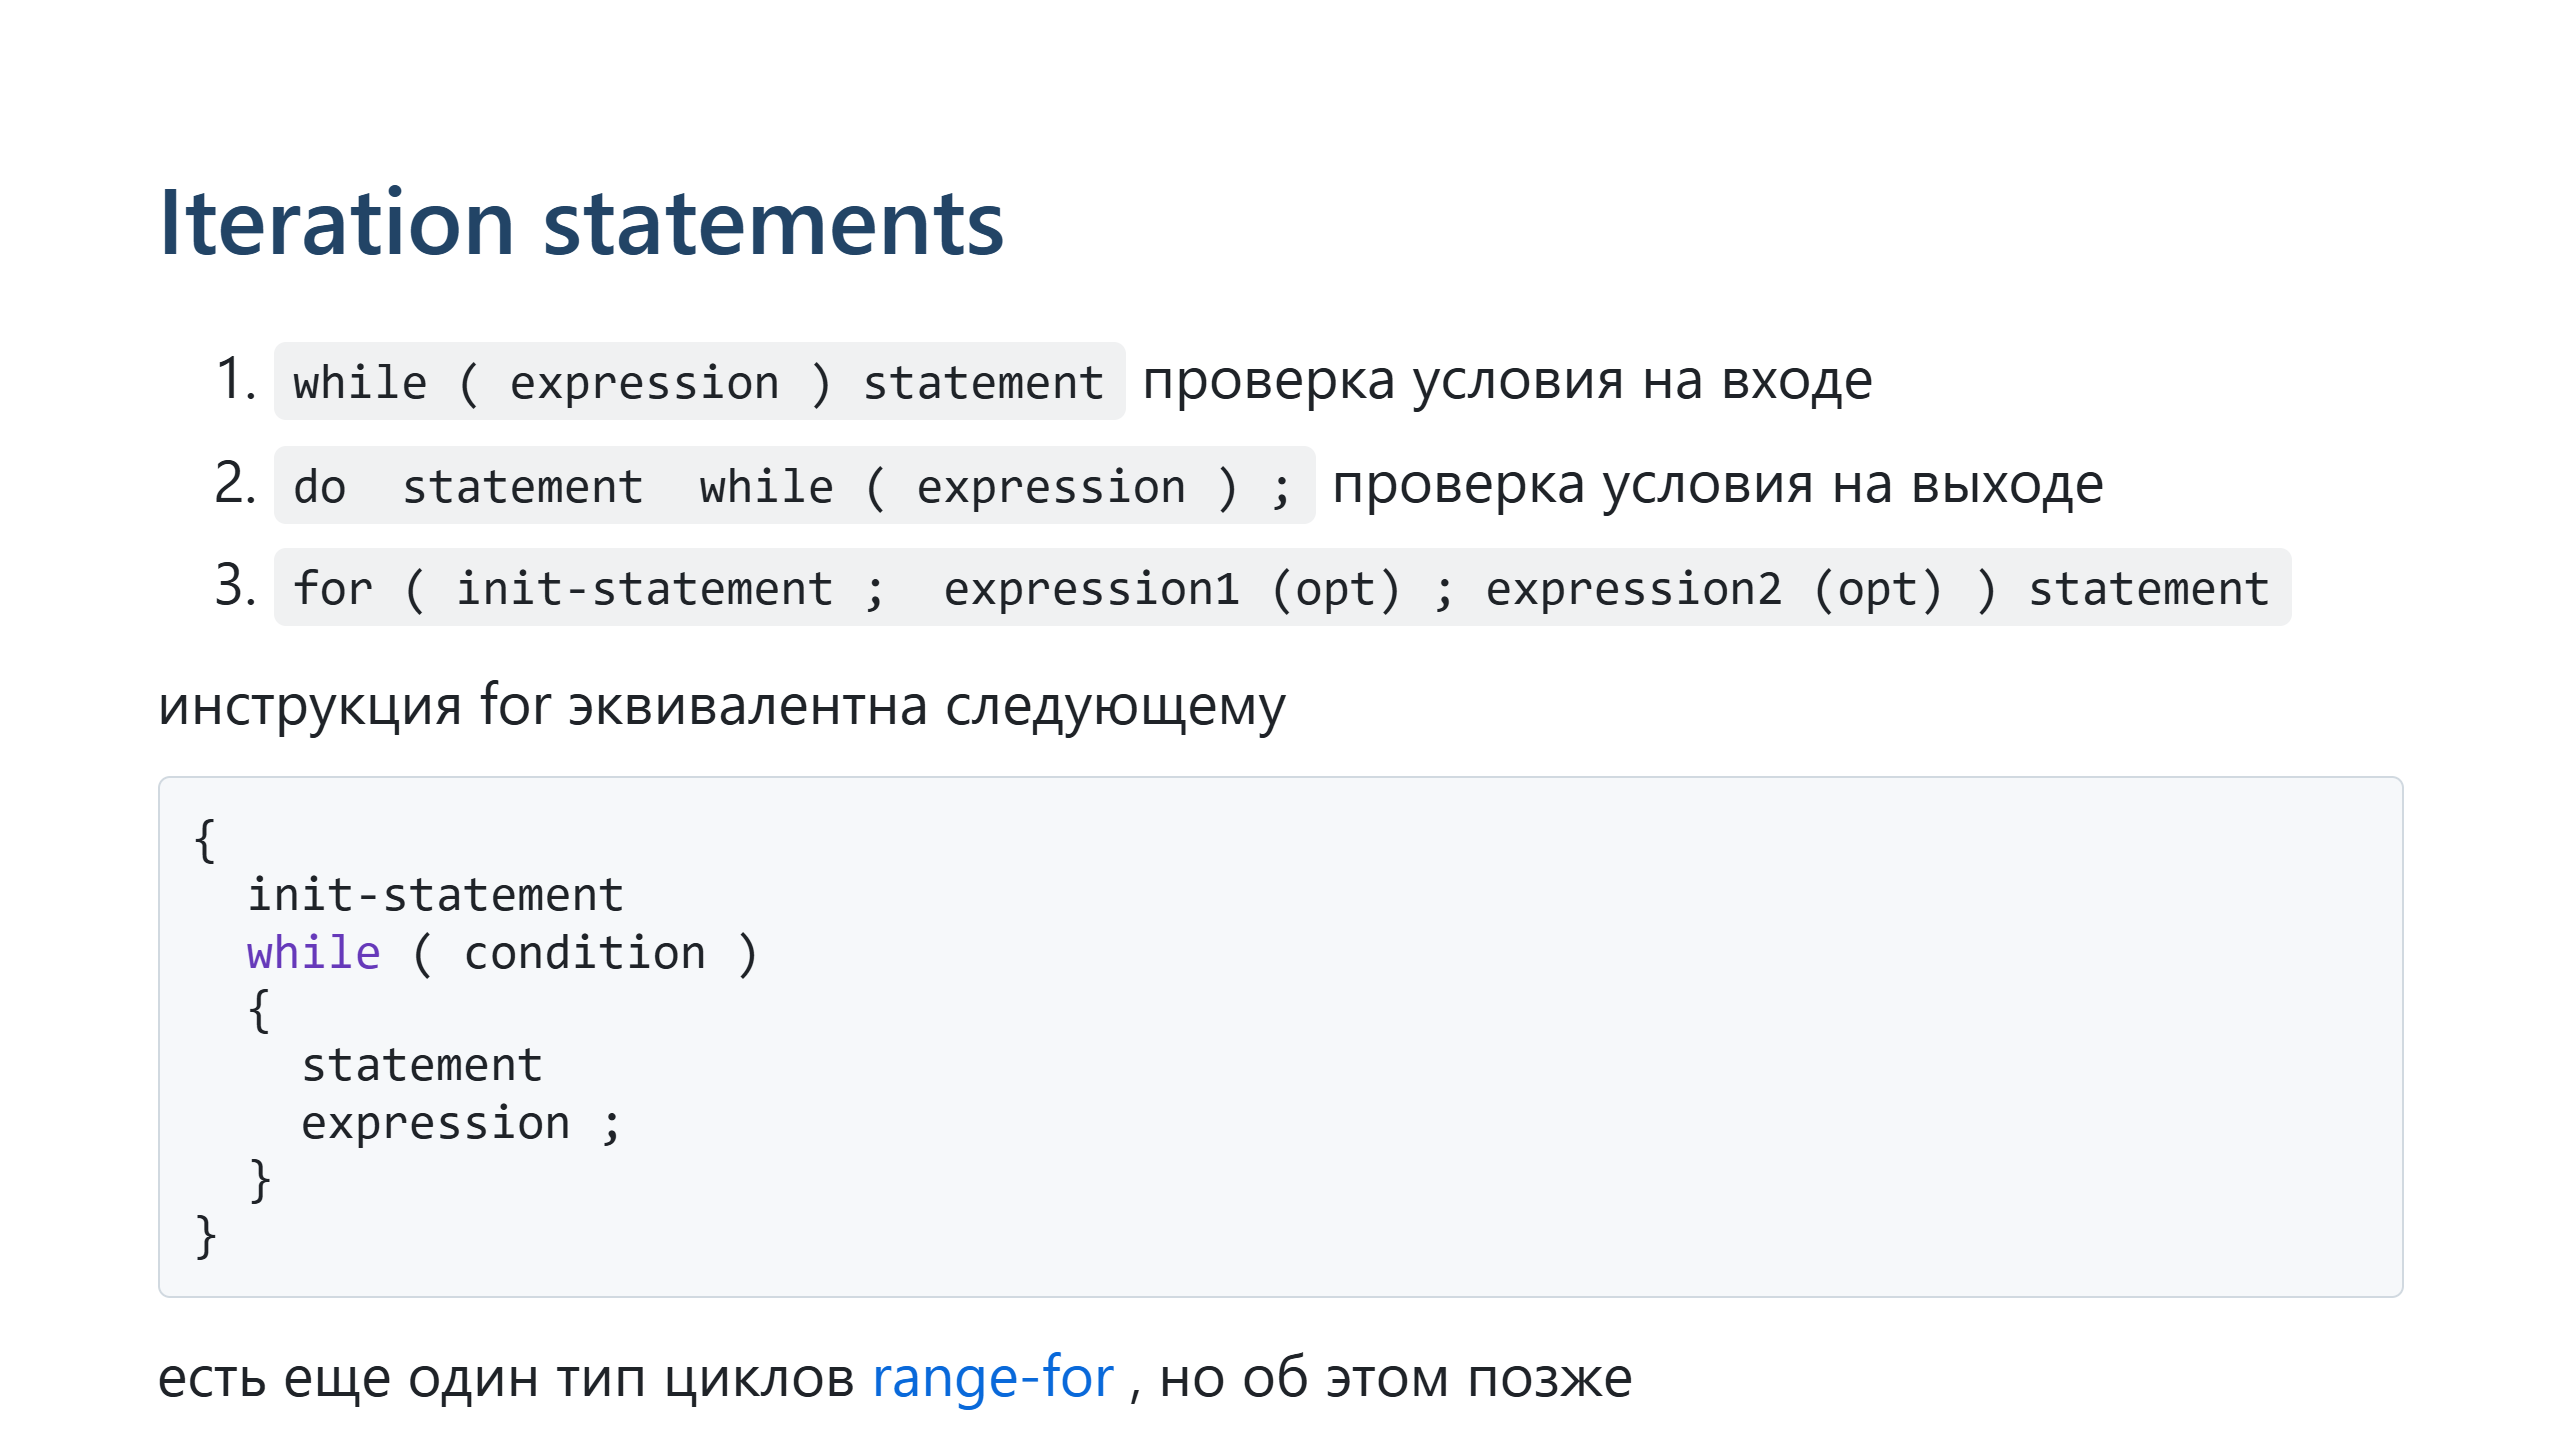 Iteration statements
1. while ( expression ) statement проверка условия на входе
2. do  statement  while ( expression ) ; проверка условия на выходе
3. for ( init-statement ;  expression1 (opt) ; expression2 (opt) ) statement
инструкция for эквивалентна следующему
{
  init-statement
  while ( condition )
  {
    statement
    expression ;
  }
}
есть еще один тип циклов range-for , но об этом позже